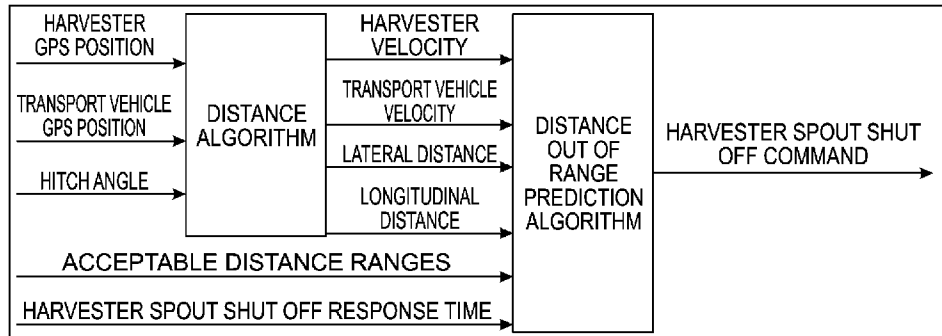 HARVESTER
GPS POSITION
TRANSPORT VEHICLE
GPS POSITION
HITCH ANGLE
DISTANCE
ALGORITHM
HARVESTER
VELOCITY
TRANSPORT VEHICLE
VELOCITY
LATERAL DISTANCE
LONGITUDINAL
DISTANCE
ACCEPTABLE DISTANCE RANGES
HARVESTER SPOUT SHUT OFF RESPONSE TIME
DISTANCE
OUT OF
RANGE
PREDICTION
ALGORITHM
HARVESTER SPOUT SHUT
OFF COMMAND